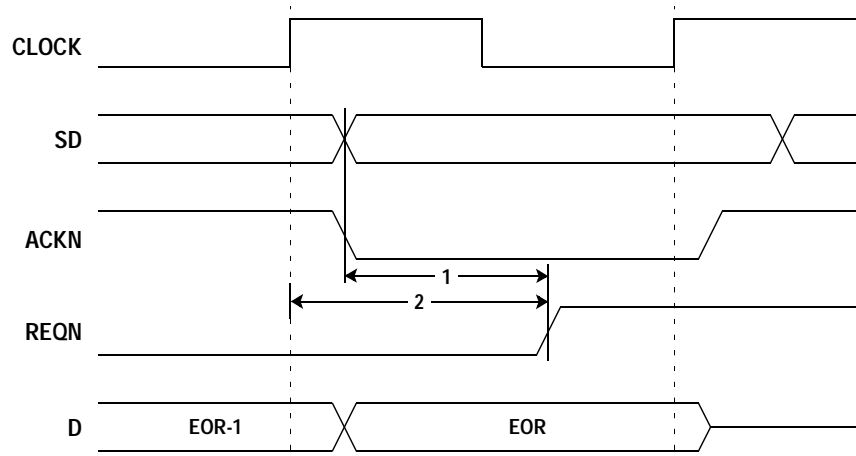 CLOCK
SD
ACKN
1
2
REQN
D
EOR-1
EOR